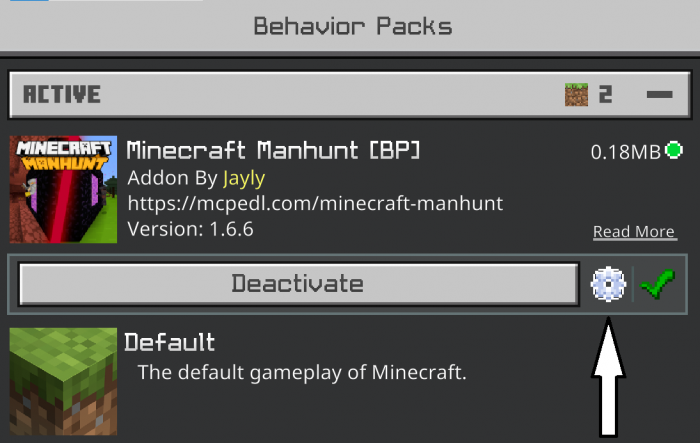 Behavior Packs
ACTIVE 2
MINECRAFT
MANHUNT
Minecraft Manhunt [BP]
0.18MB
Addon By Jayly
https://mcpedl.com/minecraft-manhunt
Version: 1.6.6
Read More
Deactivate
Default
The default gameplay of Minecraft.